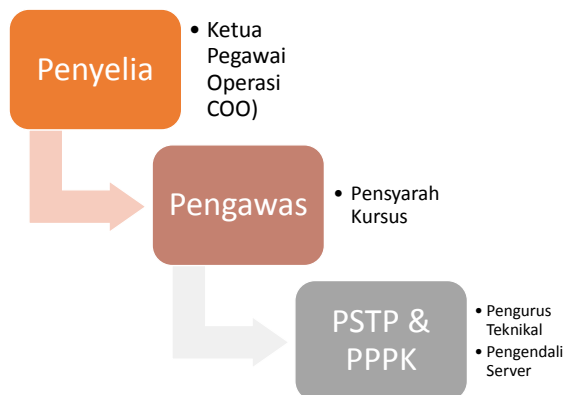 Penyelia
• Ketua
Pegawai
Operasi
COO)
Pengawas
• Pensyarah
Kursus
PSTP &
PPPK
• Pengurus
Teknikal
• Pengendali
Server